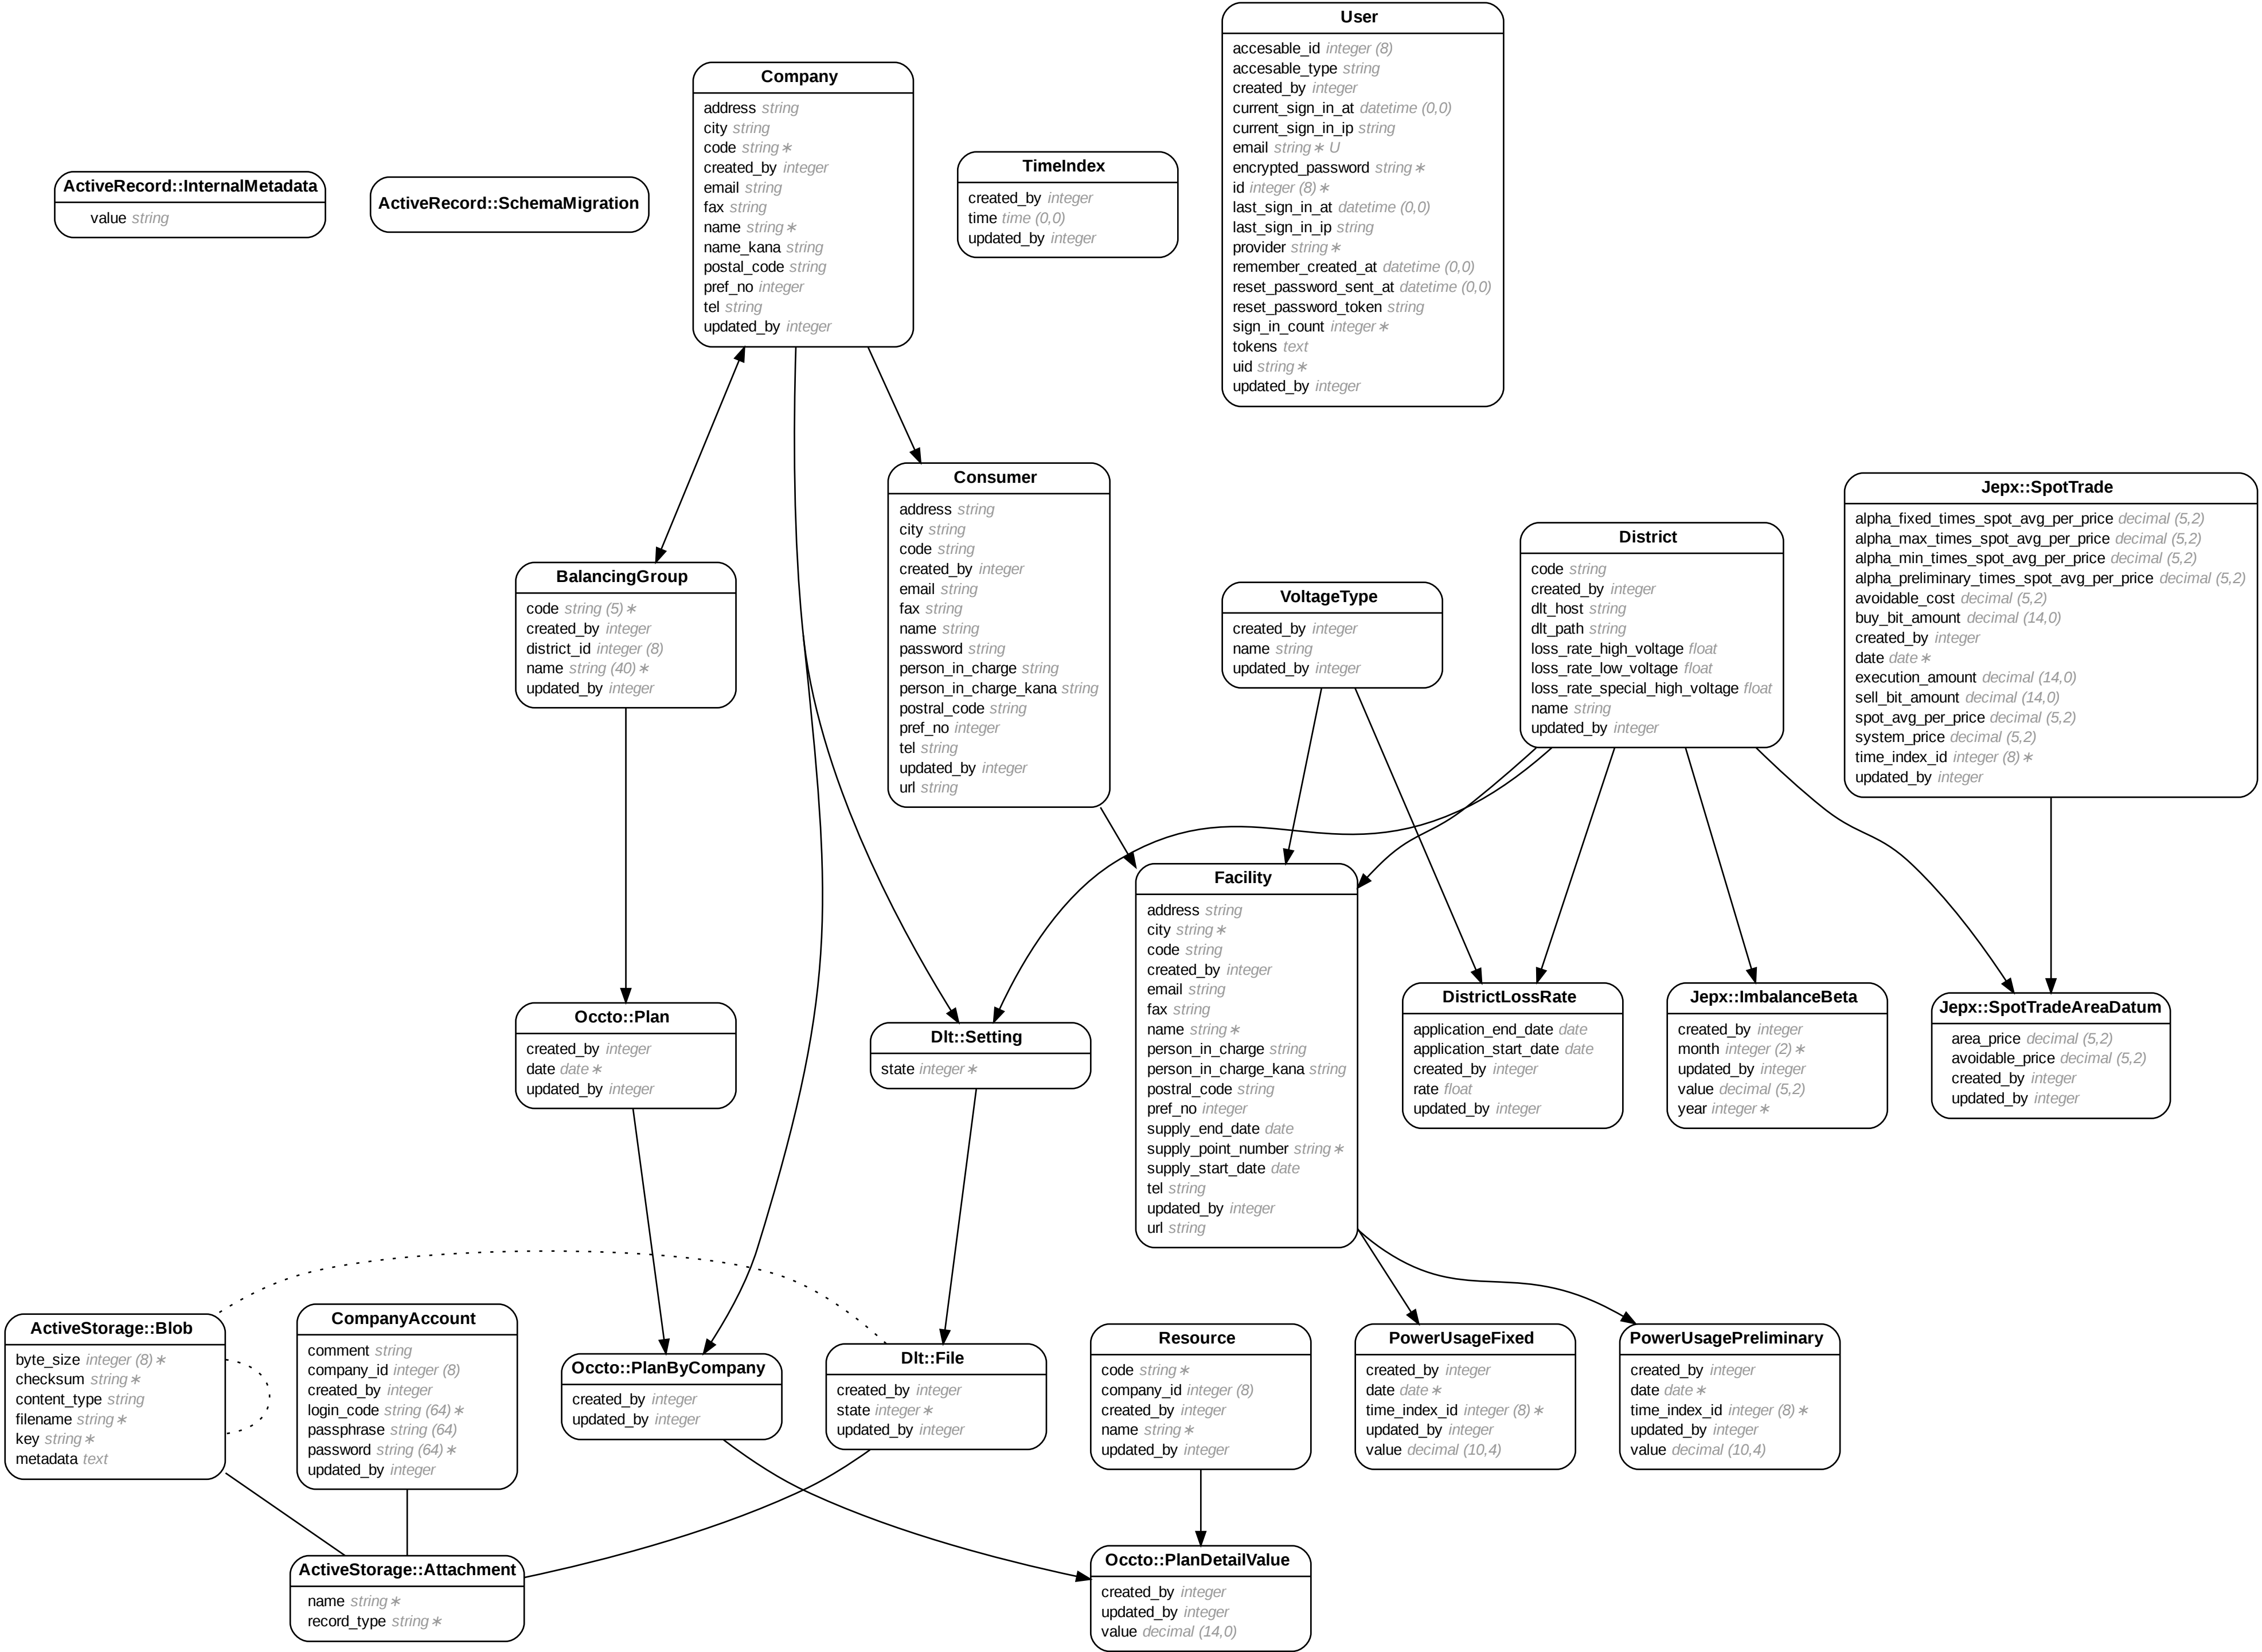 User
accesable_id integer (8)
accesable_type string
created_by integer
current_sign_in_at datetime (0,0)
current_sign_in_ip string
email string∗ U
encrypted_password string∗
id integer (8)∗
last_sign_in_at datetime (0,0)
last_sign_in_ip string
provider string∗
remember_created_at datetime (0,0)
reset_password_sent_at datetime (0,0)
reset_password_token string
sign_in_count integer∗
tokens text
uid string∗
updated_by integer
Company
address string
city string
code string∗
created_by integer
email string
fax string
name string∗
name_kana string
postal_code string
pref_no integer
tel string
updated_by integer
TimeIndex
created_by integer
time time (0,0)
updated_by integer
ActiveRecord::InternalMetadata
value string
ActiveRecord::SchemaMigration
Consumer
address string
city string
code string
created_by integer
email string
fax string
name string
password string
person_in_charge string
person_in_charge_kana string
postral_code string
pref_no integer
tel string
updated_by integer
url string
Jepx::SpotTrade
alpha_fixed_times_spot_avg_per_price decimal (5,2)
alpha_max_times_spot_avg_per_price decimal (5,2)
alpha_min_times_spot_avg_per_price decimal (5,2)
alpha_preliminary_times_spot_avg_per_price decimal (5,2)
avoidable_cost decimal (5,2)
buy_bit_amount decimal (14,0)
created_by integer
date date∗
execution_amount decimal (14,0)
sell_bit_amount decimal (14,0)
spot_avg_per_price decimal (5,2)
system_price decimal (5,2)
time_index_id integer (8)∗
updated_by integer
District
code string
created_by integer
dlt_host string
dlt_path string
loss_rate_high_voltage float
loss_rate_low_voltage float
loss_rate_special_high_voltage float
name string
updated_by integer
BalancingGroup
code string (5)∗
created_by integer
district_id integer (8)
name string (40)∗
updated_by integer
VoltageType
created_by integer
name string
updated_by integer
Facility
address string
city string∗
code string
created_by integer
email string
fax string
name string∗
person_in_charge string
person_in_charge_kana string
postral_code string
pref_no integer
supply_end_date date
supply_point_number string∗
supply_start_date date
tel string
updated_by integer
url string
DistrictLossRate
application_end_date date
application_start_date date
created_by integer
rate float
updated_by integer
Jepx::ImbalanceBeta
created_by integer
month integer (2)∗
updated_by integer
value decimal (5,2)
year integer∗
Jepx::SpotTradeAreaDatum
area_price decimal (5,2)
avoidable_price decimal (5,2)
created_by integer
updated_by integer
Occto::Plan
created_by integer
date date∗
updated_by integer
Dlt::Setting
state integer∗
ActiveStorage::Blob
byte_size integer (8)∗
checksum string∗
content_type string
filename string∗
key string∗
metadata text
CompanyAccount
comment string
company_id integer (8)
created_by integer
login_code string (64)∗
passphrase string (64)
password string (64)∗
updated_by integer
Occto::PlanByCompany
created_by integer
updated_by integer
Dlt::File
created_by integer
state integer∗
updated_by integer
Resource
code string∗
company_id integer (8)
created_by integer
name string∗
updated_by integer
PowerUsageFixed
created_by integer
date date∗
time_index_id integer (8)∗
updated_by integer
value decimal (10,4)
PowerUsagePreliminary
created_by integer
date date∗
time_index_id integer (8)∗
updated_by integer
value decimal (10,4)
ActiveStorage::Attachment
name string∗
record_type string∗
Occto::PlanDetailValue
created_by integer
updated_by integer
value decimal (14,0)